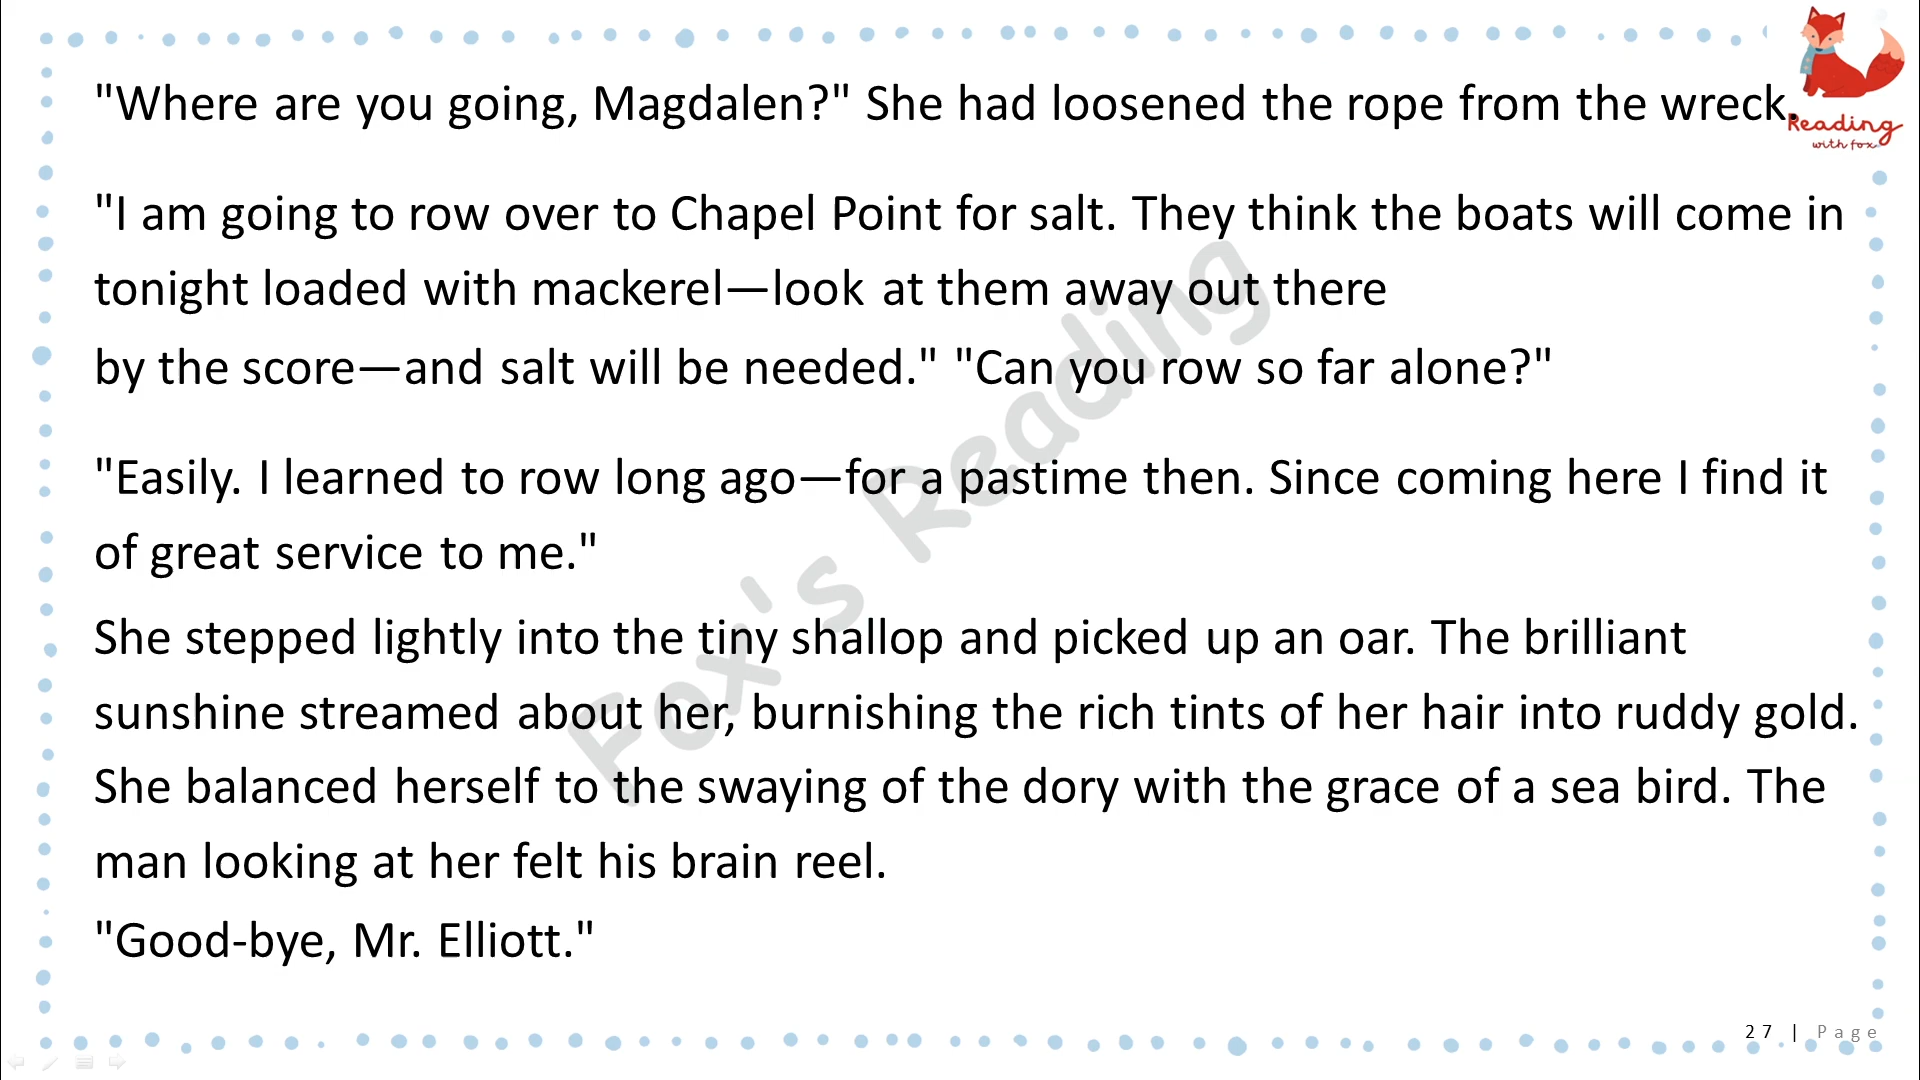 "Where are you going, Magdalen?" She had loosened the rope from the wreck.
Reading
with fox
"I am going to row over to Chapel Point for salt. They think the boats will come in
tonight loaded with mackerel—look at them away out there
by the score—and salt will be needed." "Can you row so far alone?"
"Easily. I learned to row long ago—for a pastime then. Since coming here I find it
of great service to me."
She stepped lightly into the tiny shallop and picked up an oar. The brilliant
sunshine streamed about her, burnishing the rich tints of her hair into ruddy gold.
She balanced herself to the swaying of the dory with the grace of a sea bird. The
man looking at her felt his brain reel.
"Good-bye, Mr. Elliott."
Fox's Reading
27 | Page